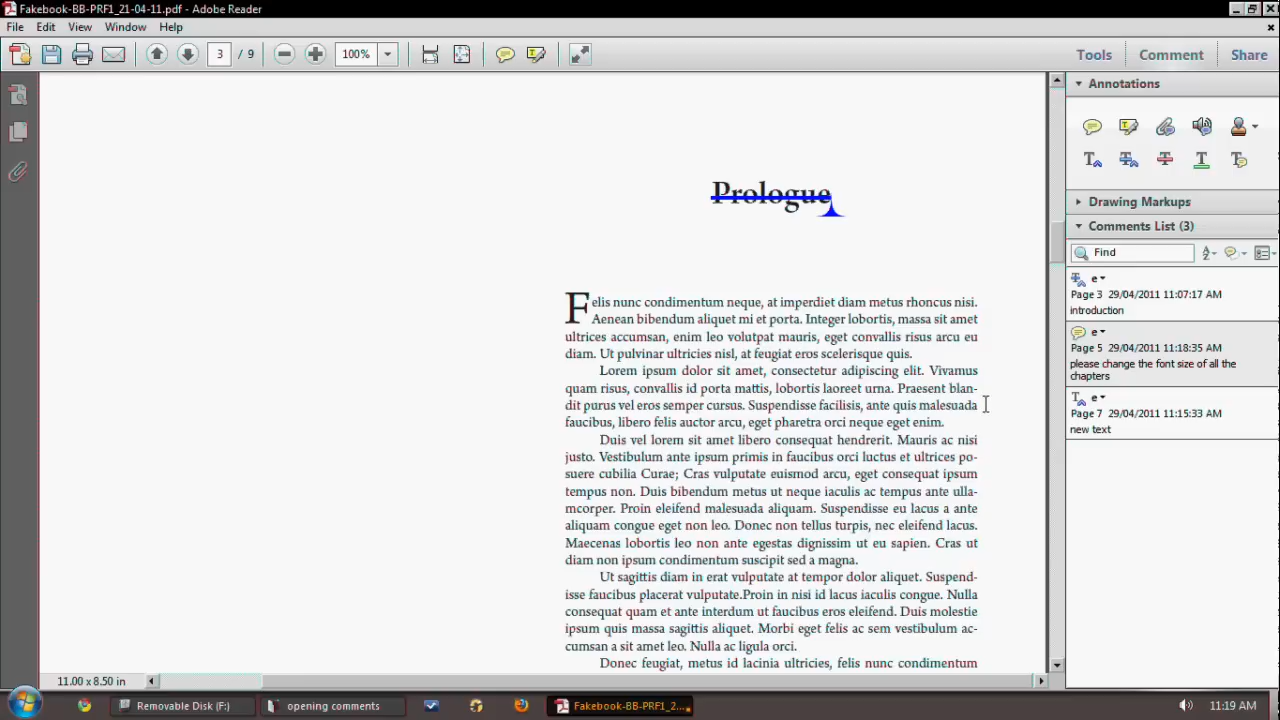 Fakebook-BB-PRF1_21-04-11.pdf - Adobe Reader
File Edit View Window Help
3 / 9 100% Tools Comment Share
Prologue
Felis nunc condimentum neque, at imperdiet diam metus rhoncus nisi.
Aenean bibendum aliquet mi et porta. Integer lobortis, massa sit amet
ultrices accumsan, enim leo volutpat mauris, eget convallis risus arcu eu
diam. Ut pulvinar ultricies nisl, at feugiat eros scelerisque quis.
Lorem ipsum dolor sit amet, consectetur adipiscing elit. Vivamus
quam risus, convallis id porta mattis, lobortis laoreet urna. Praesent blan-
dit purus vel eros semper cursus. Suspendisse facilisis, ante quis malesuada
faucibus, libero felis auctor arcu, eget pharetra orci neque eget enim.
Duis vel lorem sit amet libero consequat hendrerit. Mauris ac nisi
justo. Vestibulum ante ipsum primis in faucibus orci luctus et ultrices po-
suere cubilia Curae; Cras vulputate euismod arcu, eget consequat ipsum
tempus non. Duis bibendum metus ut neque iaculis ac tempus ante ulla-
mcorper. Proin eleifend malesuada aliquam. Suspendisse eu lacus a ante
aliquam congue eget non leo. Donec non tellus turpis, nec eleifend lacus.
Maecenas lobortis leo non ante egestas dignissim ut eu sapien. Cras ut
diam non ipsum condimentum suscipit sed a magna.
Ut sagittis diam in erat vulputate at tempor dolor aliquet. Suspend-
isse faucibus placerat vulputate.Proin in nisi id lacus iaculis congue. Nulla
consequat quam et ante interdum ut faucibus eros eleifend. Duis molestie
ipsum quis massa sagittis aliquet. Morbi eget felis ac sem vestibulum ac-
cumsan a sit amet leo. Nulla ac ligula orci.
Donec feugiat, metus id lacinia ultricies, felis nunc condimentum
11.00 x 8.50 in
Annotations
Drawing Markups
Comments List (3)
Find
e
Page 3 29/04/2011 11:07:17 AM
introduction
e
Page 5 29/04/2011 11:18:35 AM
please change the font size of all the
chapters
e
Page 7 29/04/2011 11:15:33 AM
new text
Removable Disk (F:) opening comments Fakebook-BB-PRF1_2... 11:19 AM